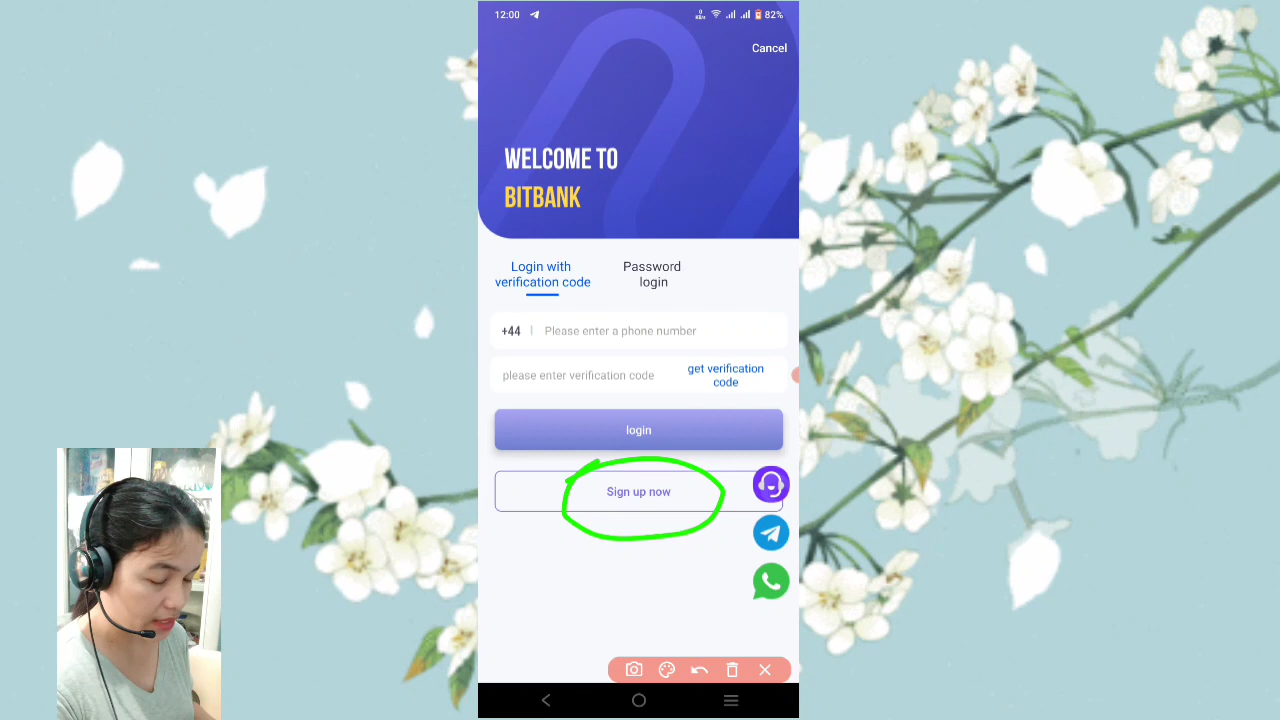 12:00
82%
Cancel
WELCOME TO
BITBANK
Login with
verification code
Password
login
+44 | Please enter a phone number
please enter verification code
get verification
code
login
Sign up now